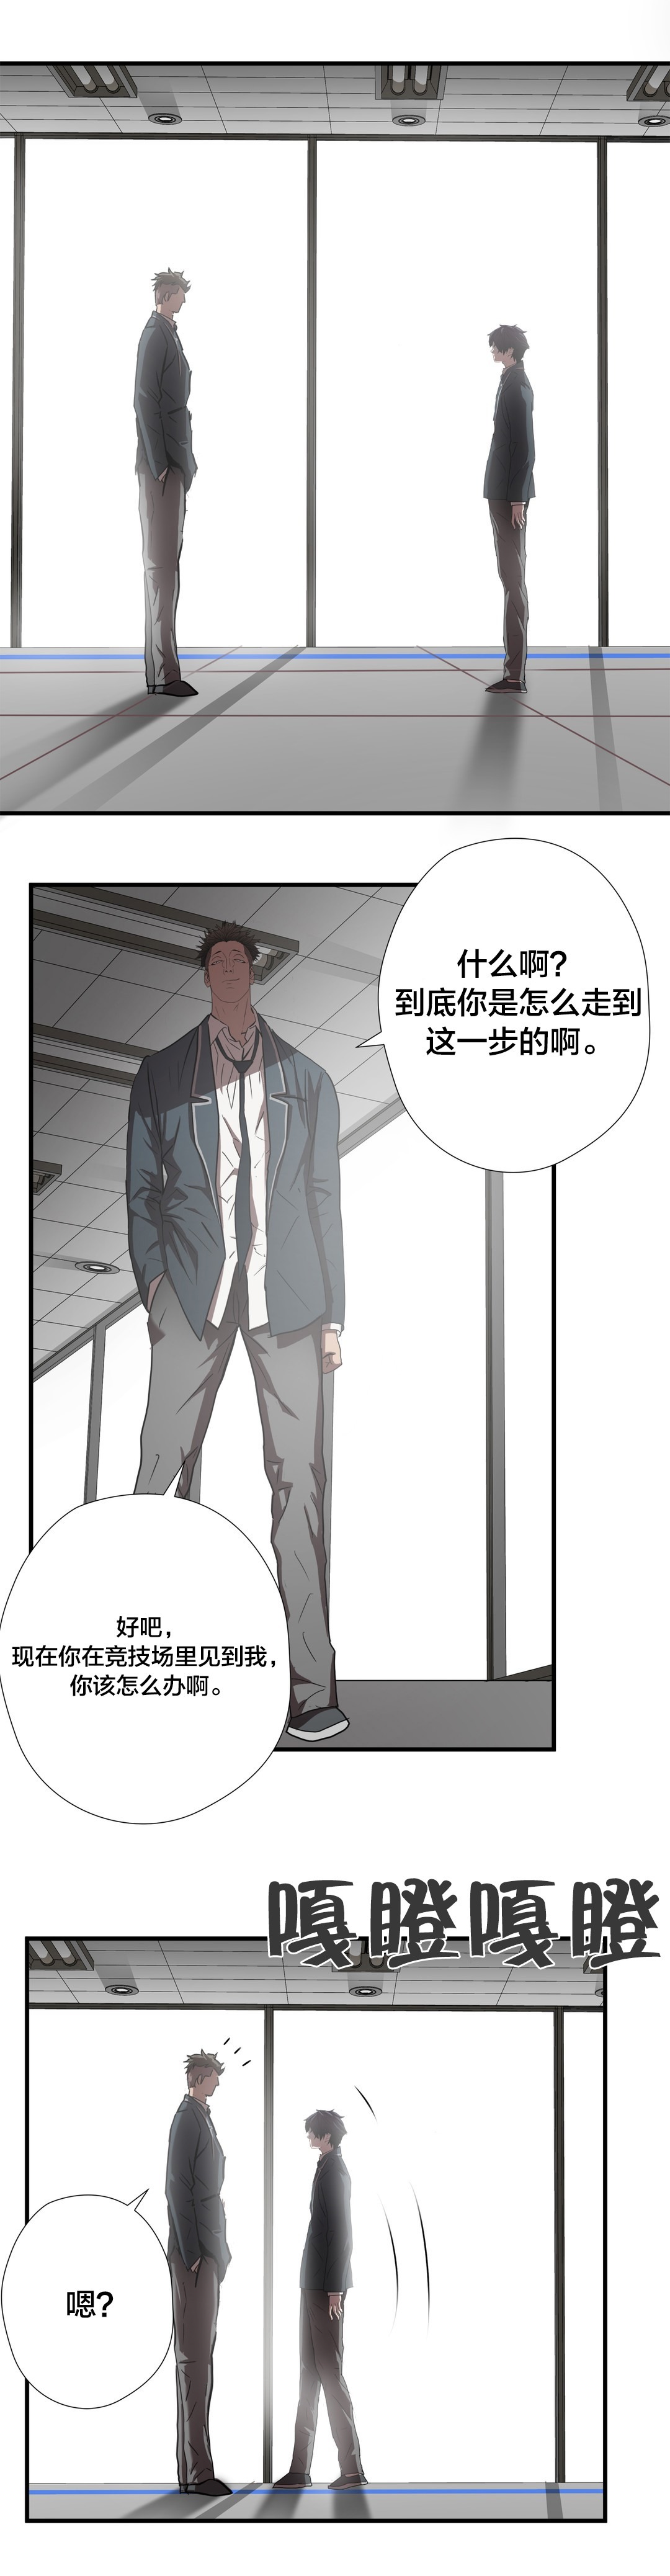 什么啊?
到底你是怎么走到
这一步的啊。
好吧，
现在你在竞技场里见到我，
你该怎么办啊。
嘎瞪嘎瞪
嗯?